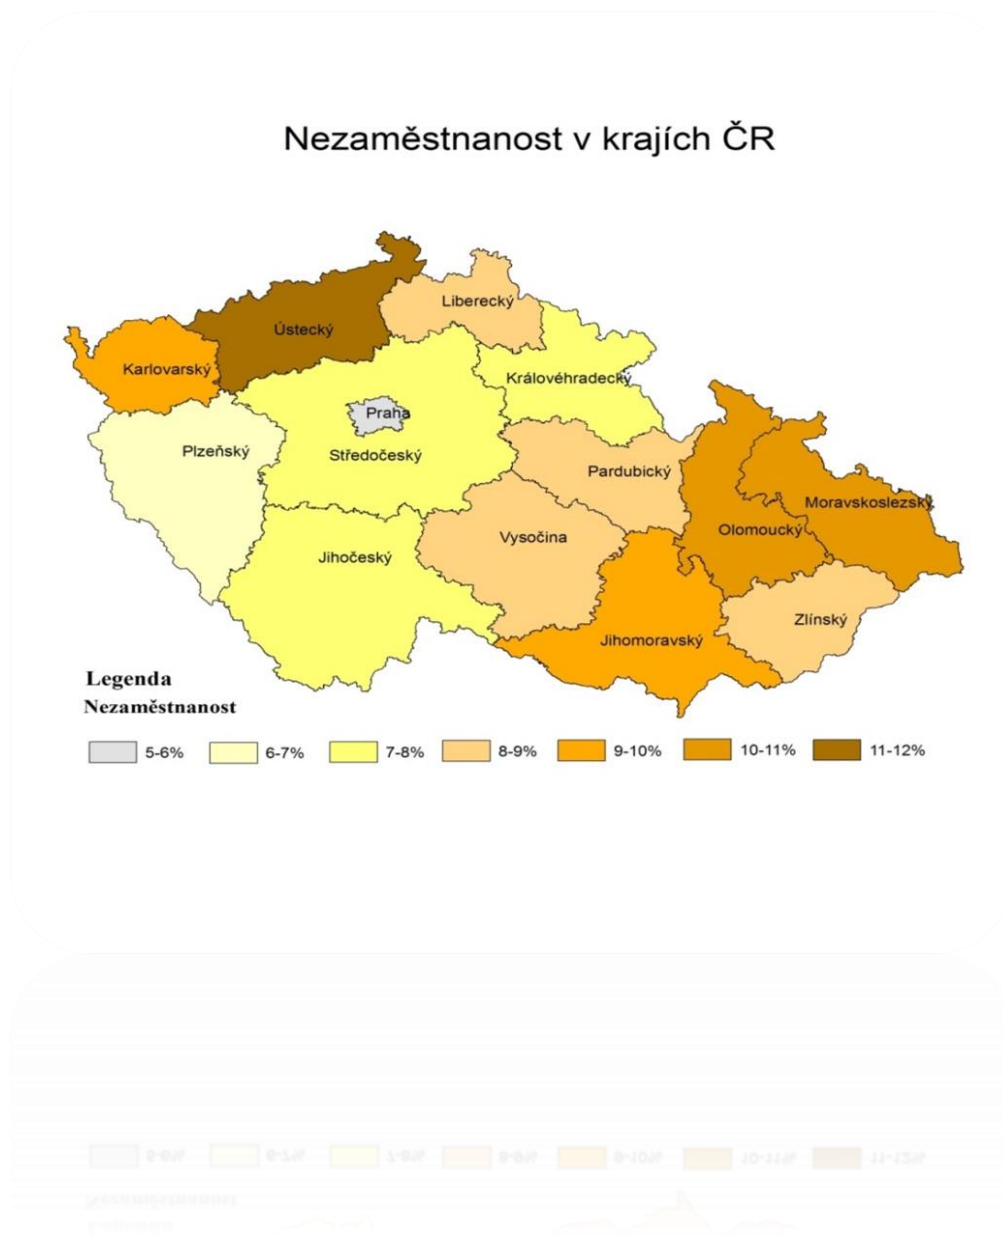 Nezaměstnanost v krajích ČR
Liberecký
Ústecký
Karlovarský
Královéhradecký
Praha
Plzeňský
Středočeský
Pardubický
Moravskoslezský
Olomoucký
Vysočina
Jihočeský
Zlínský
Jihomoravský
Legenda
Nezaměstnanost
5-6% 6-7% 7-8% 8-9% 9-10% 10-11% 11-12%